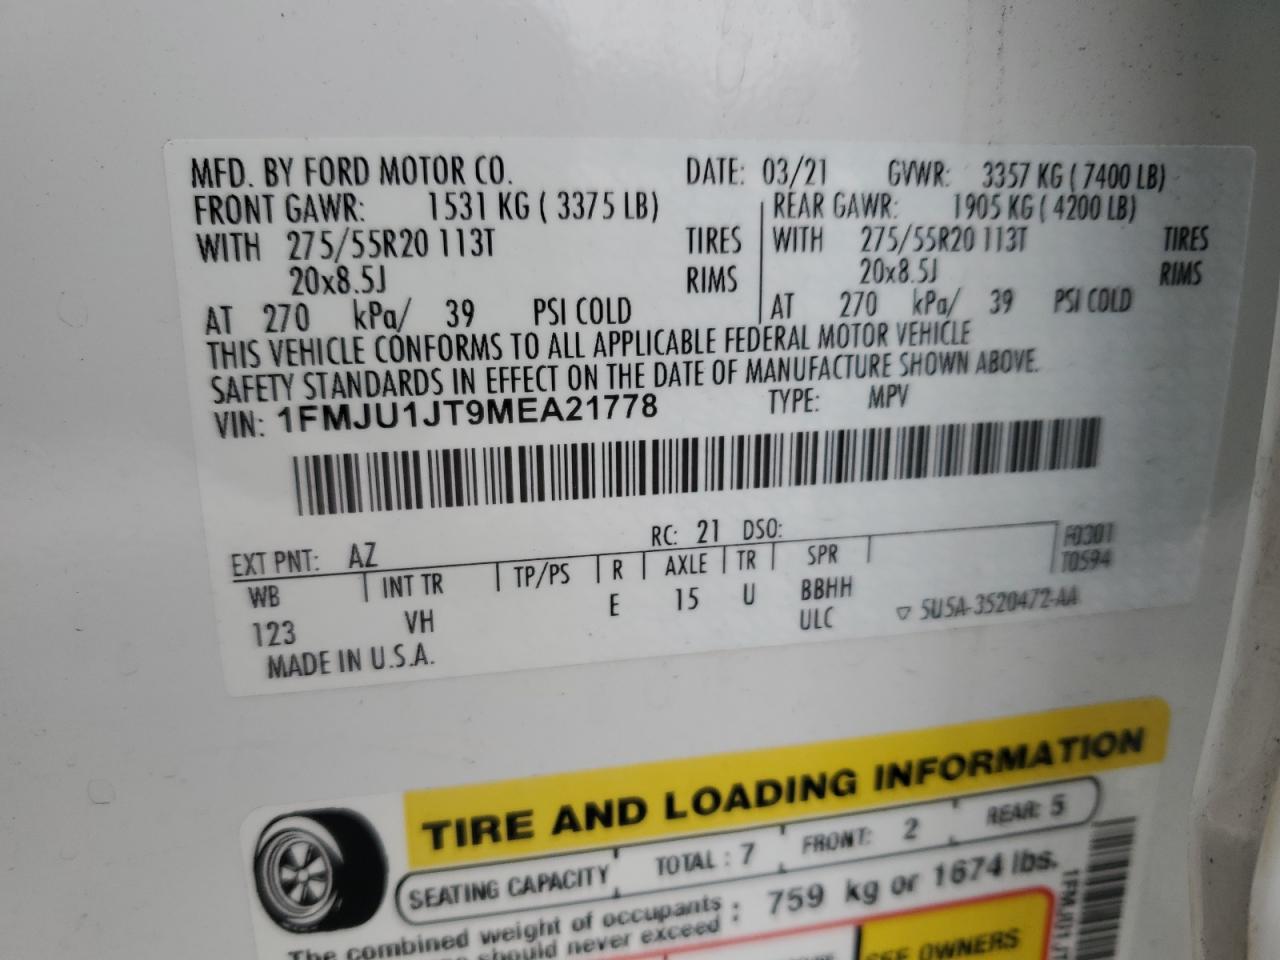 MFD. BY FORD MOTOR CO. DATE: 03/21 GVWR: 3357 KG ( 7400 LB)
FRONT GAWR: 1531 KG ( 3375 LB) REAR GAWR: 1905 KG ( 4200 LB)
WITH 275/55R20 113T TIRES WITH 275/55R20 113T TIRES
20x8.5J RIMS 20x8.5J RIMS
AT 270 kPa/ 39 PSI COLD AT 270 kPa/ 39 PSI COLD
THIS VEHICLE CONFORMS TO ALL APPLICABLE FEDERAL MOTOR VEHICLE
SAFETY STANDARDS IN EFFECT ON THE DATE OF MANUFACTURE SHOWN ABOVE.
VIN: 1FMJU1JT9MEA21778 TYPE: MPV
EXT PNT: AZ RC: 21 DSO: F0301
WB INT TR TP/PS R AXLE TR SPR T0594
123 VH E 15 U BBHH
ULC ▽ 5U5A-3520472-AA
MADE IN U.S.A.
TIRE AND LOADING INFORMATION
SEATING CAPACITY TOTAL : 7 FRONT: 2 REAR: 5
The combined weight of occupants : 759 kg or 1674 lbs.
should never exceed
OWNERS
1FMJU1JT